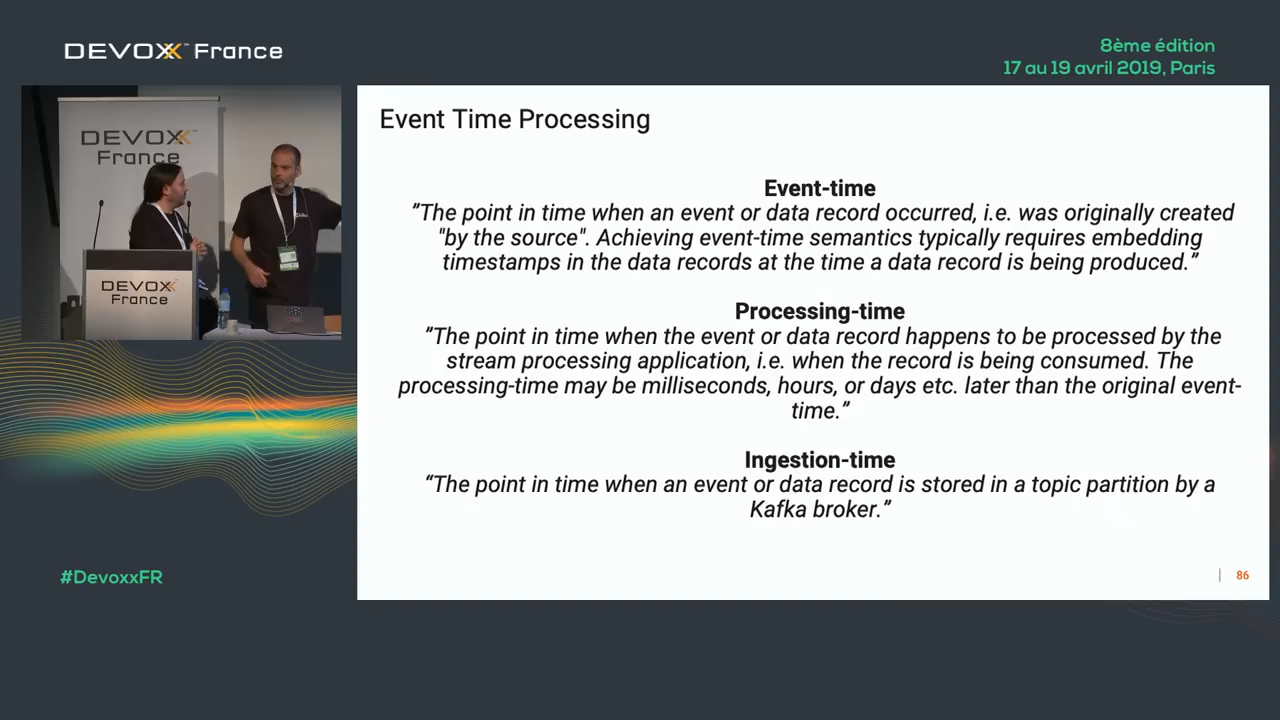 DEVOXX™ France
8ème édition
17 au 19 avril 2019, Paris
DEVOXX™
France
DEVOXX
France
Event Time Processing
Event-time
”The point in time when an event or data record occurred, i.e. was originally created
"by the source". Achieving event-time semantics typically requires embedding
timestamps in the data records at the time a data record is being produced.”
Processing-time
”The point in time when the event or data record happens to be processed by the
stream processing application, i.e. when the record is being consumed. The
processing-time may be milliseconds, hours, or days etc. later than the original event-
time.”
Ingestion-time
“The point in time when an event or data record is stored in a topic partition by a
Kafka broker.”
86
#DevoxxFR